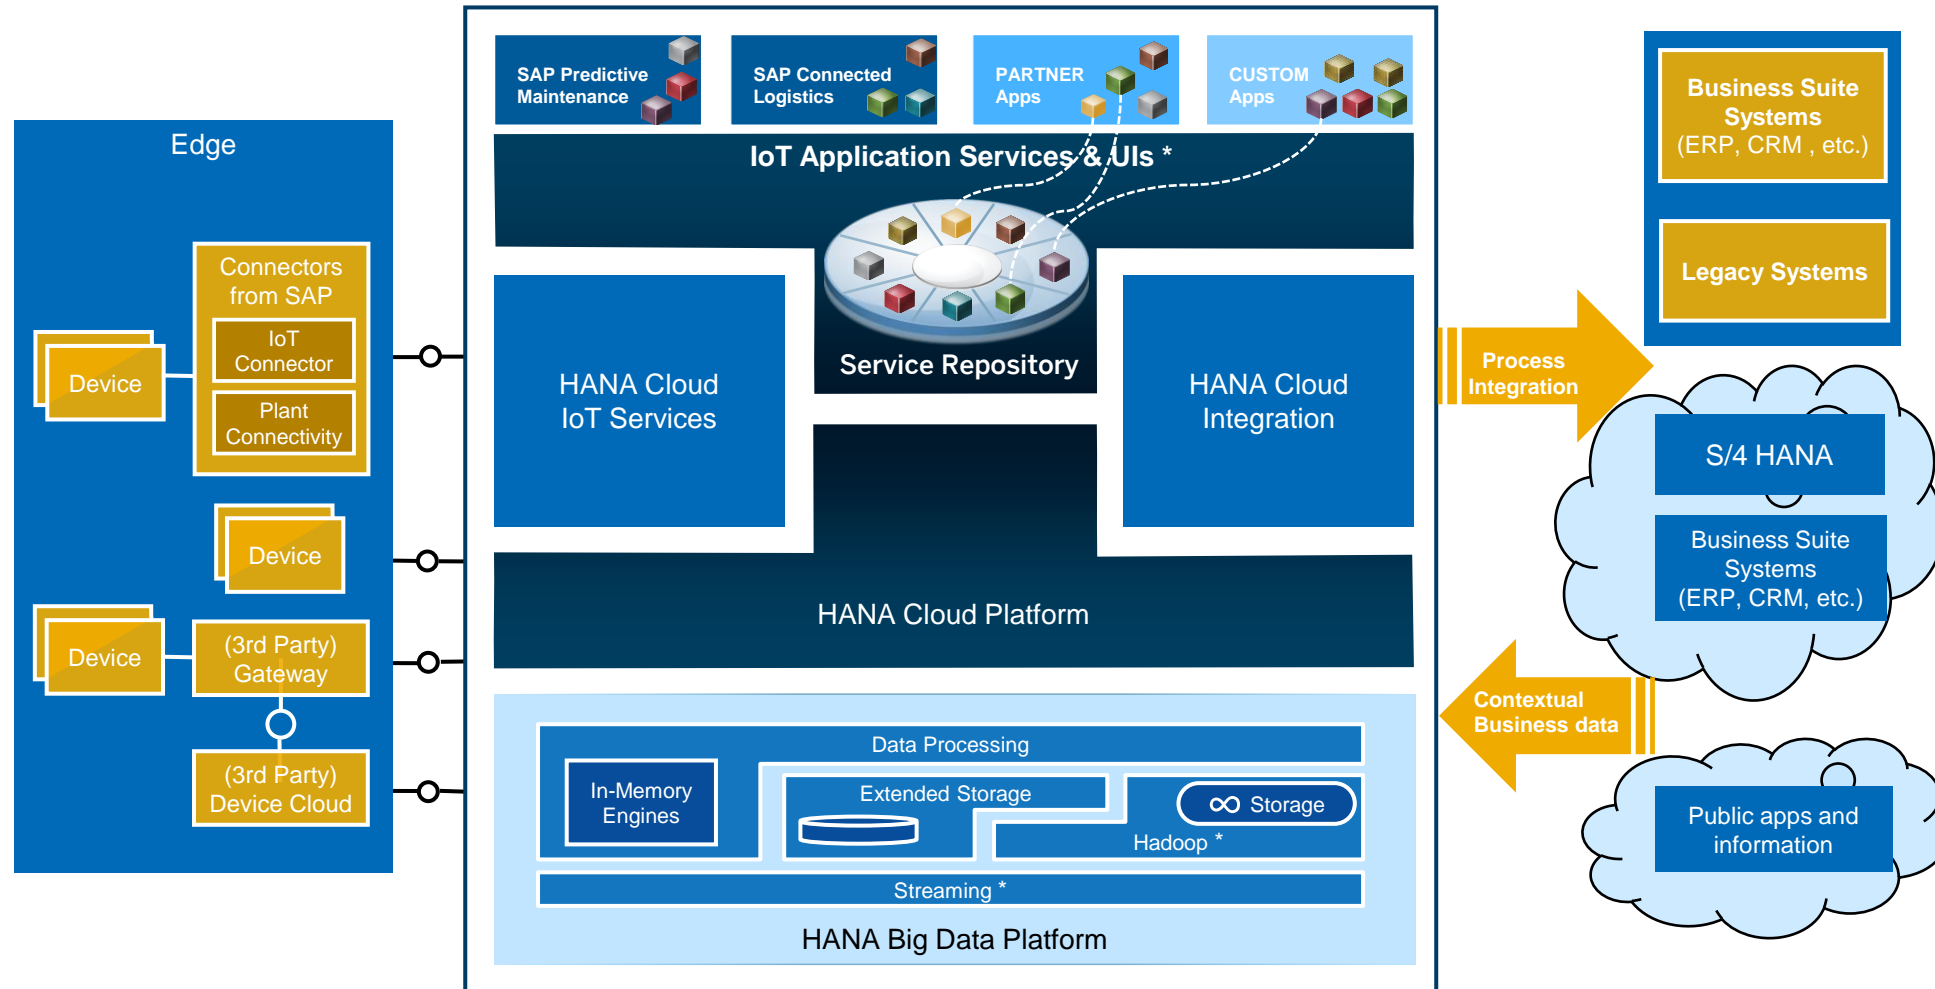 Edge
Connectors
from SAP
IoT
Connector
Plant
Connectivity
Device
Device
Device
(3rd Party)
Gateway
(3rd Party)
Device Cloud
SAP Predictive
Maintenance
SAP Connected
Logistics
PARTNER
Apps
CUSTOM
Apps
IoT Application Services & UIs *
Service Repository
HANA Cloud
IoT Services
HANA Cloud
Integration
HANA Cloud Platform
Data Processing
In-Memory
Engines
Extended Storage
∞ Storage
Hadoop *
Streaming *
HANA Big Data Platform
Process
Integration
Contextual
Business data
Business Suite
Systems
(ERP, CRM , etc.)
Legacy Systems
S/4 HANA
Business Suite
Systems
(ERP, CRM, etc.)
Public apps and
information